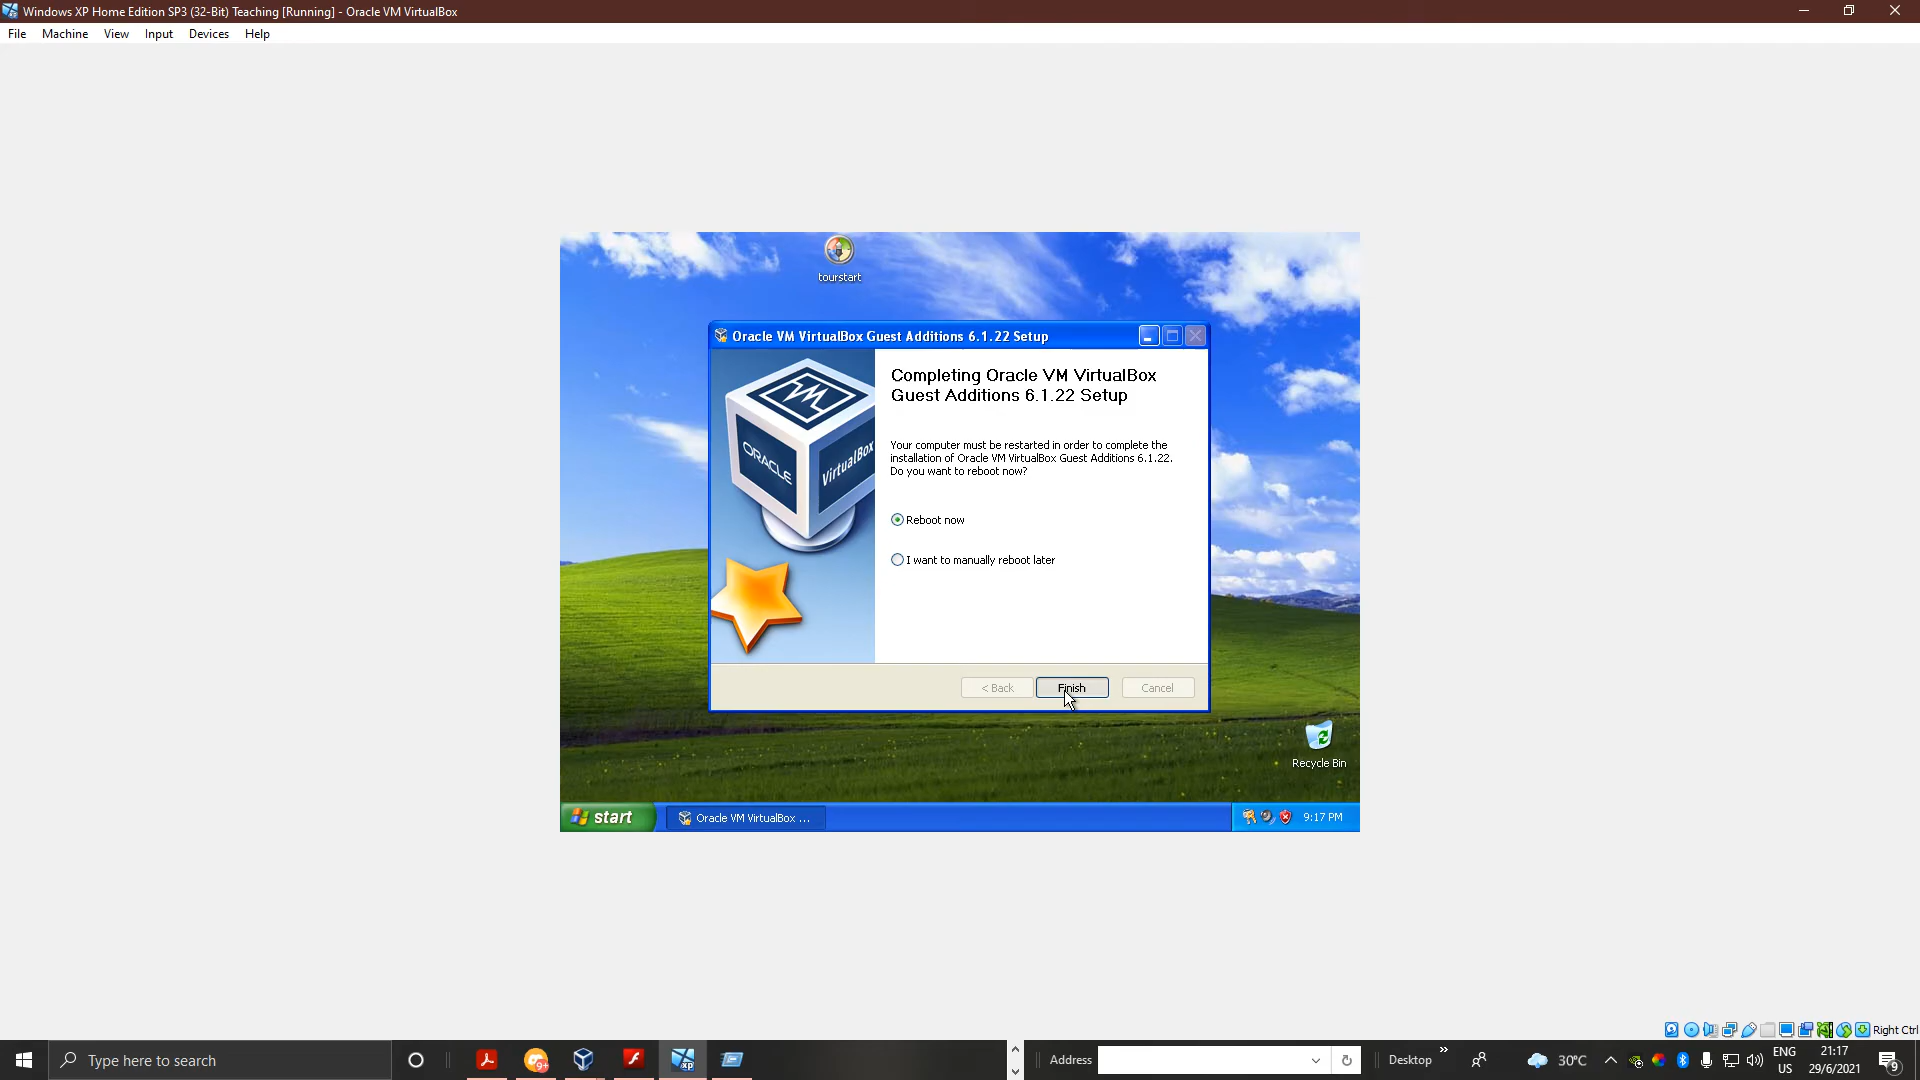 Windows XP Home Edition SP3 (32-Bit) Teaching [Running] - Oracle VM VirtualBox
File Machine View Input Devices Help
tourstart
Oracle VM VirtualBox Guest Additions 6.1.22 Setup
Completing Oracle VM VirtualBox
Guest Additions 6.1.22 Setup
Your computer must be restarted in order to complete the
installation of Oracle VM VirtualBox Guest Additions 6.1.22.
Do you want to reboot now?
Reboot now
I want to manually reboot later
ORACLE
VirtualBox
< Back Finish Cancel
Recycle Bin
start Oracle VM VirtualBox ... 9:17 PM
Right Ctrl
Type here to search
9+
xp
Address
Desktop
30°C
ENG
US
21:17
29/6/2021
9